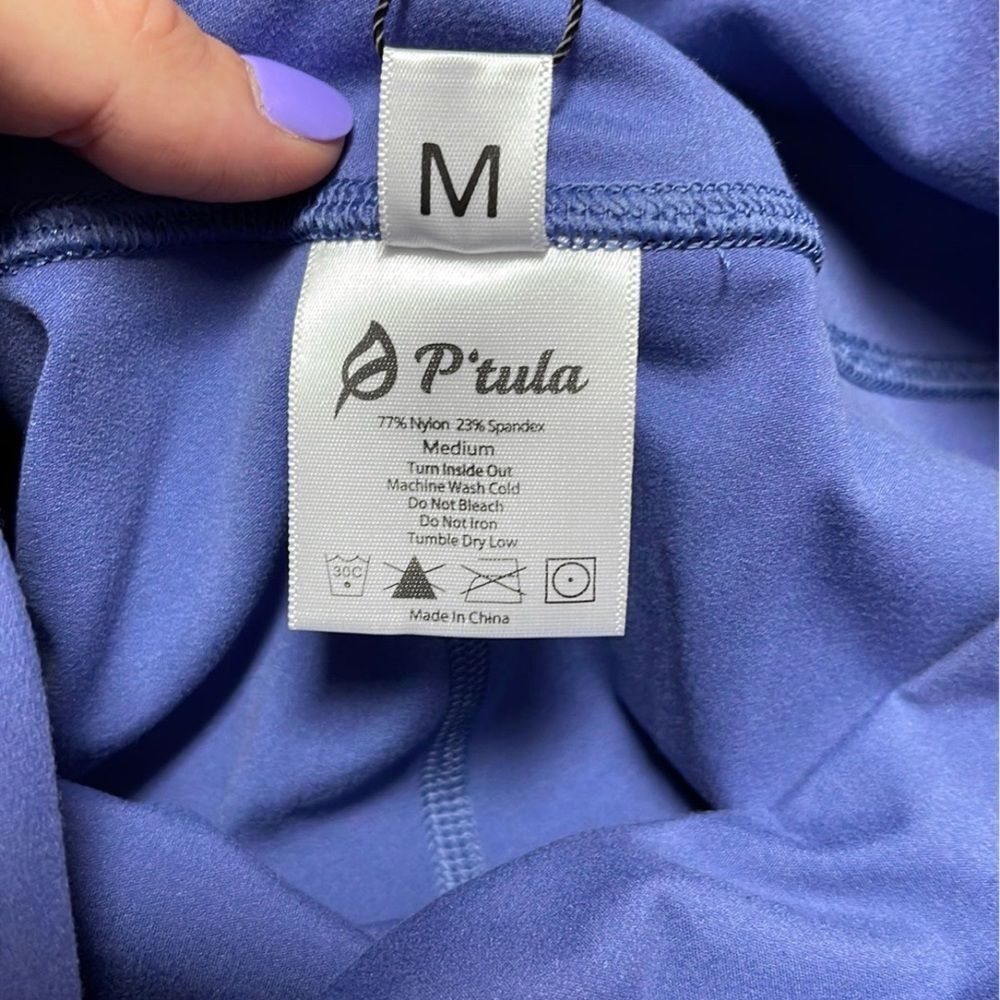 M
P'tula
77% Nylon 23% Spandex
Medium
Turn Inside Out
Machine Wash Cold
Do Not Bleach
Do Not Iron
Tumble Dry Low
30C
Made In China